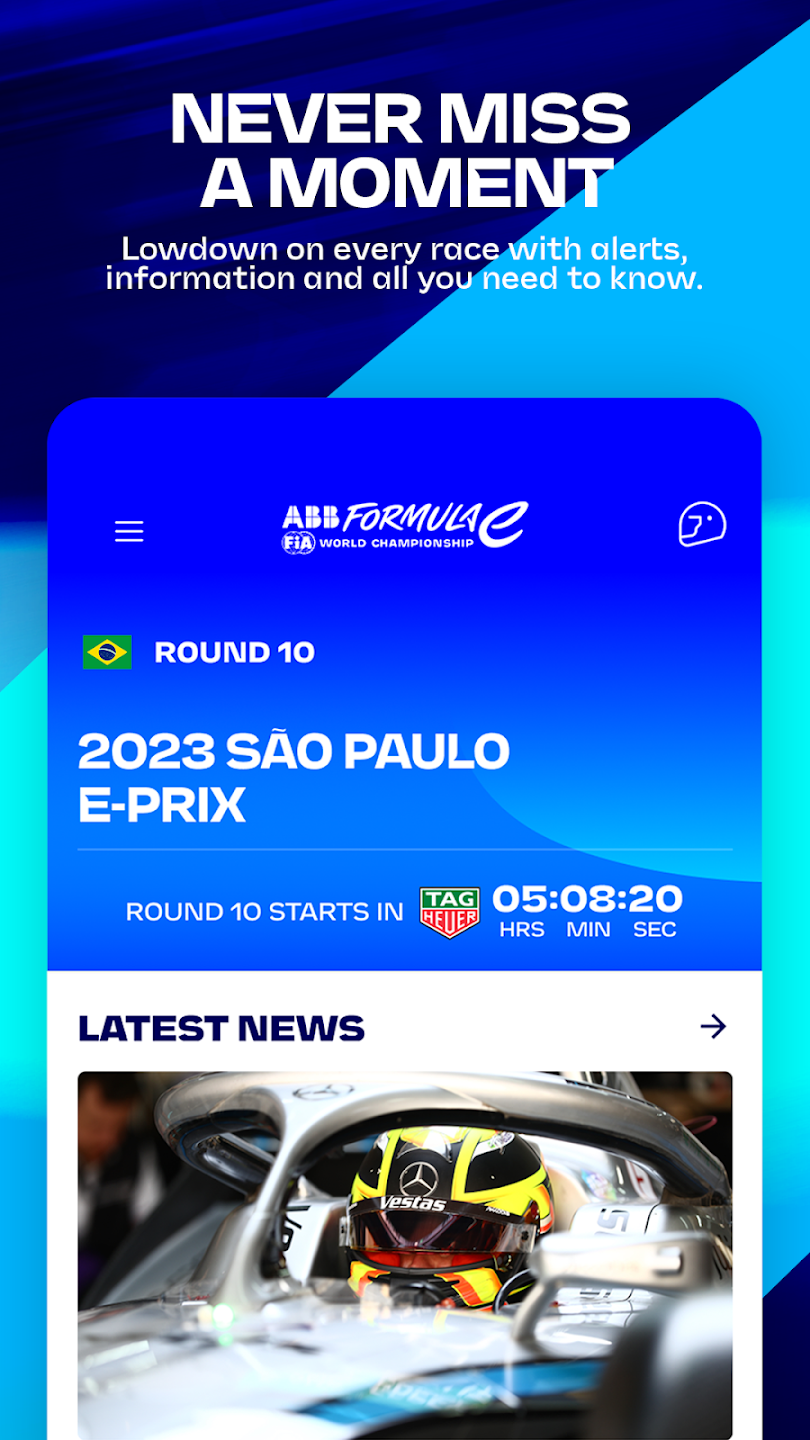 NEVER MISS
A MOMENT
Lowdown on every race with alerts,
information and all you need to know.
ABB FORMULA E
FIA WORLD CHAMPIONSHIP
ROUND 10
2023 SÃO PAULO
E-PRIX
ROUND 10 STARTS IN
TAG
HEUER
05:08:20
HRS MIN SEC
LATEST NEWS
Vestas